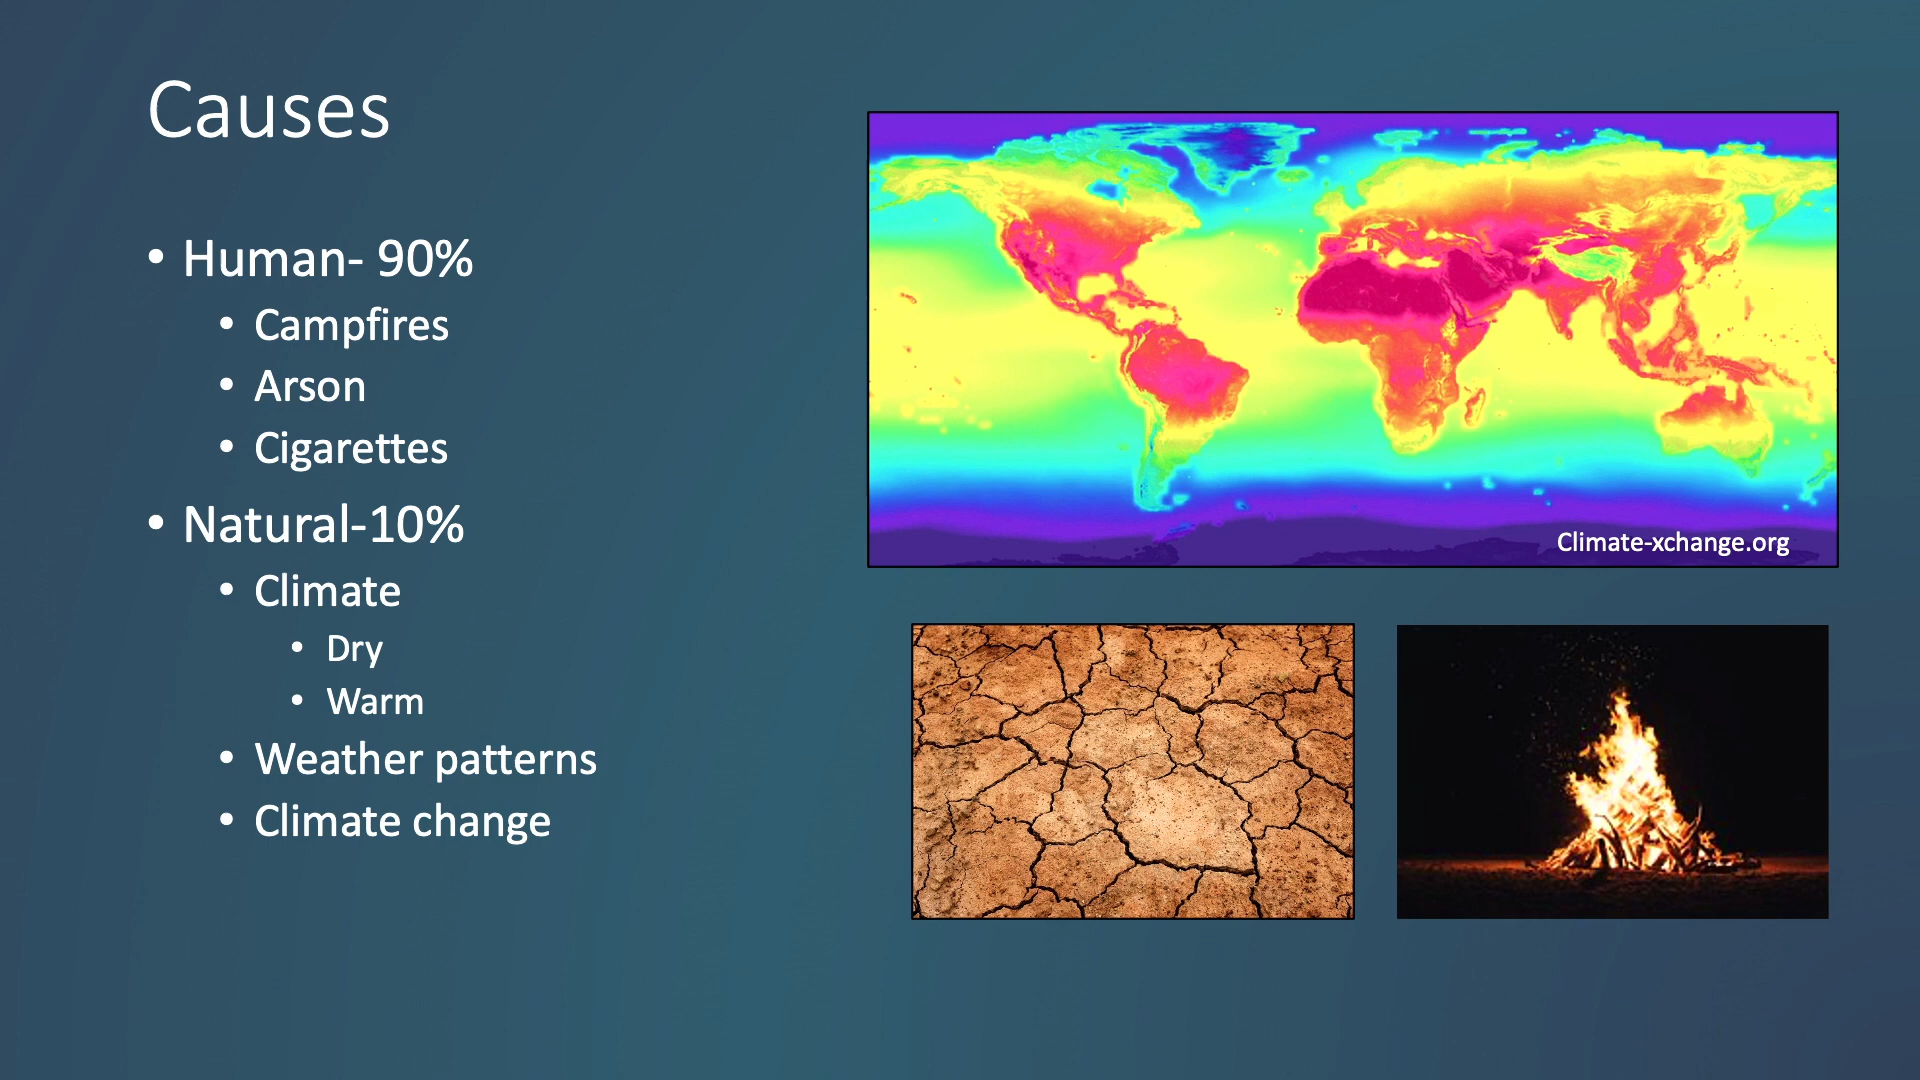 Causes
• Human- 90%
• Campfires
• Arson
• Cigarettes
• Natural-10%
• Climate
• Dry
• Warm
• Weather patterns
• Climate change
Climate-xchange.org